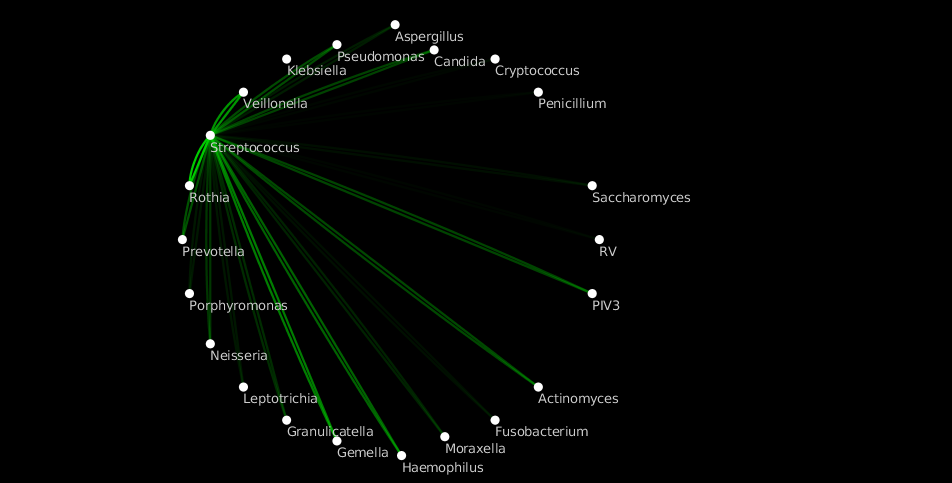 Aspergillus
Pseudomonas
Candida
Klebsiella
Cryptococcus
Veillonella
Penicillium
Streptococcus
Rothia
Saccharomyces
Prevotella
RV
Porphyromonas
PIV3
Neisseria
Leptotrichia
Actinomyces
Granulicatella
Fusobacterium
Gemella
Moraxella
Haemophilus